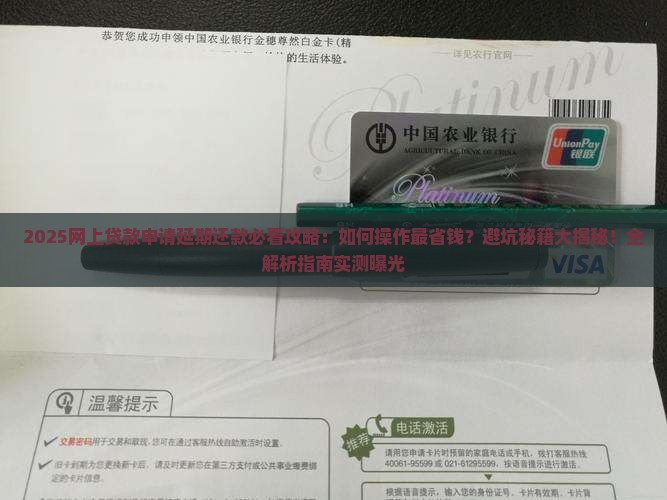 恭贺您成功申领中国农业银行金穗尊然白金卡(精
的生活体验。
详见农行官网
Platinum
中国农业银行
AGRICULTURAL BANK OF CHINA
UnionPay
银联
Platinum
2025网上贷款申请延期还款必看攻略：如何操作最省钱？避坑秘籍大揭秘！全
解析指南实测曝光
VISA
温馨提示
交易密码用于交易和取现，您可在通过客服热线自助激活时设置。
旧卡到期为您更换新卡后，请及时更新您在第三方支付或公共事业缴费绑
定的卡片信息。
推荐
电话激活
请用您申请卡片时预留的家庭电话或手机，拨打客服热线
40061-95599 或 021-61295599，按语音提示进行激活。
根据语音提示，输入您的身份证号、卡片有效期、卡片背